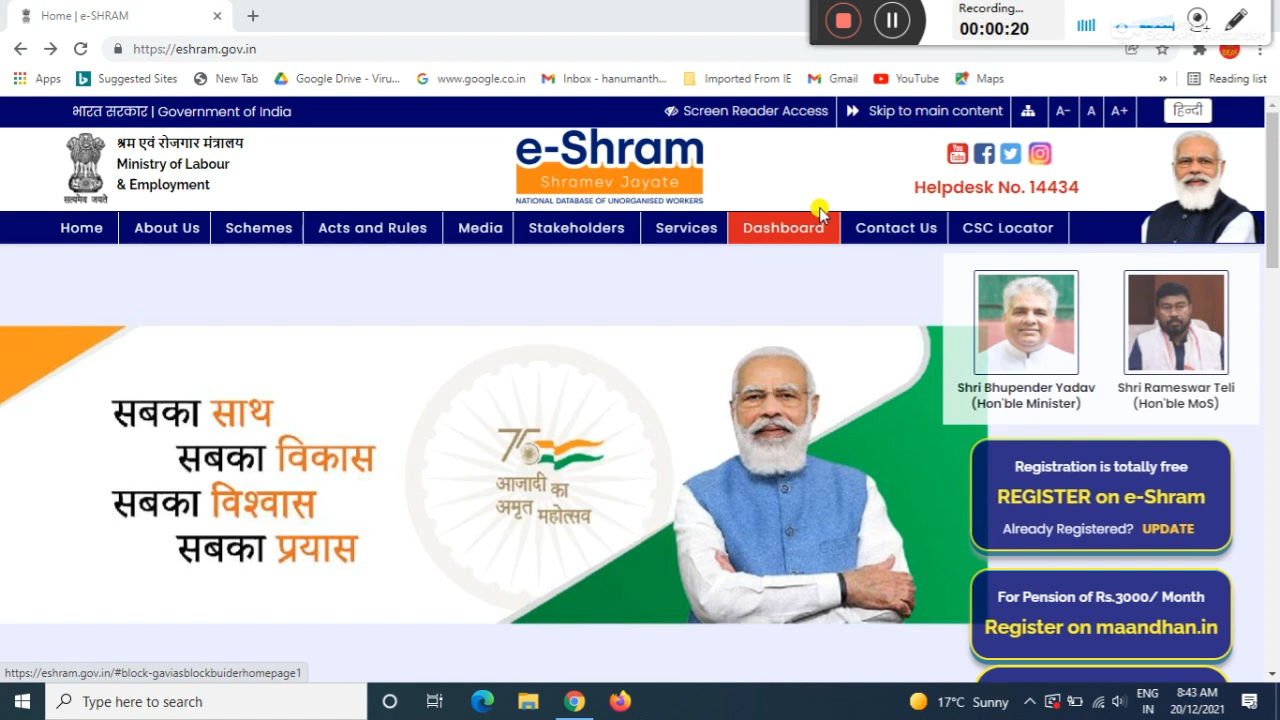 Recording...
00:00:20
Home | e-SHRAM
https://eshram.gov.in
Apps
Suggested Sites
New Tab
Google Drive - Viru...
www.google.co.in
Inbox - hanumanth...
Imported From IE
Gmail
YouTube
Maps
»
Reading list
भारत सरकार | Government of India
Screen Reader Access
Skip to main content
A-
A
A+
हिन्दी
श्रम एवं रोजगार मंत्रालय
Ministry of Labour
& Employment
सत्यमेव जयते
e-Shram
Shramev Jayate
NATIONAL DATABASE OF UNORGANISED WORKERS
You Tube
Helpdesk No. 14434
Home
About Us
Schemes
Acts and Rules
Media
Stakeholders
Services
Dashboard
Contact Us
CSC Locator
Shri Bhupender Yadav
(Hon'ble Minister)
Shri Rameswar Teli
(Hon'ble MoS)
सबका साथ
सबका विकास
सबका विश्वास
सबका प्रयास
75
आजादी का
अमृत महोत्सव
Registration is totally free
REGISTER on e-Shram
Already Registered? UPDATE
For Pension of Rs.3000/ Month
Register on maandhan.in
https://eshram.gov.in/#block-gaviasblockbuiderhomepage1
Type here to search
17°C Sunny
ENG
IN
8:43 AM
20/12/2021